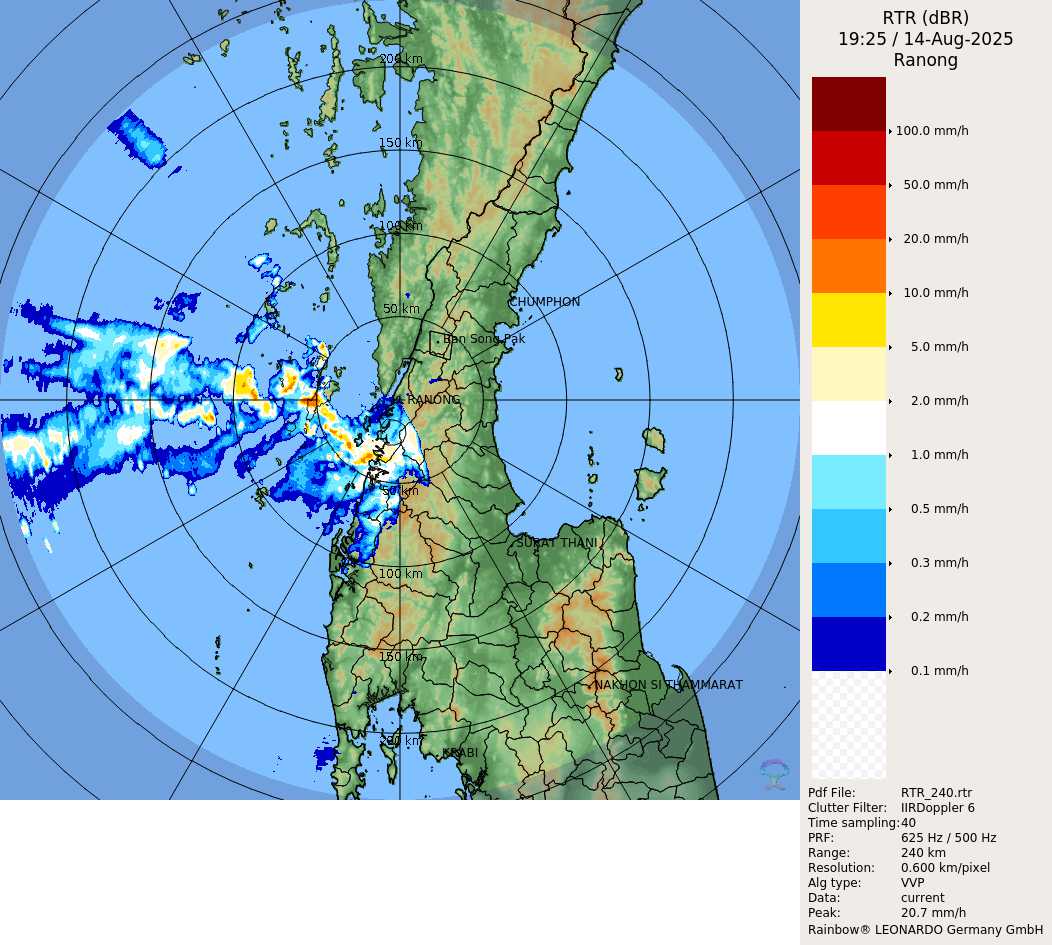 RTR (dBR)
19:25 / 14-Aug-2025
Ranong
200 km
150 km
100 km
50 km
CHUMPHON
Ban Song Pak
RANONG
50 km
SURAT THANI
100 km
150 km
NAKHON SI THAMMARAT
200 km
KRABI
100.0 mm/h
50.0 mm/h
20.0 mm/h
10.0 mm/h
5.0 mm/h
2.0 mm/h
1.0 mm/h
0.5 mm/h
0.3 mm/h
0.2 mm/h
0.1 mm/h
Pdf File: RTR_240.rtr
Clutter Filter: IIRDoppler 6
Time sampling:40
PRF: 625 Hz / 500 Hz
Range: 240 km
Resolution: 0.600 km/pixel
Alg type: VVP
Data: current
Peak: 20.7 mm/h
Rainbow® LEONARDO Germany GmbH